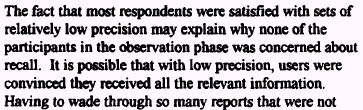 The fact that most respondents were satisfied with sets of
relatively low precision may explain why none of the
participants in the observation phase was concerned about
recall. It is possible that with low precision, users were
convinced they received all the relevant information.
Having to wade through so many reports that were not